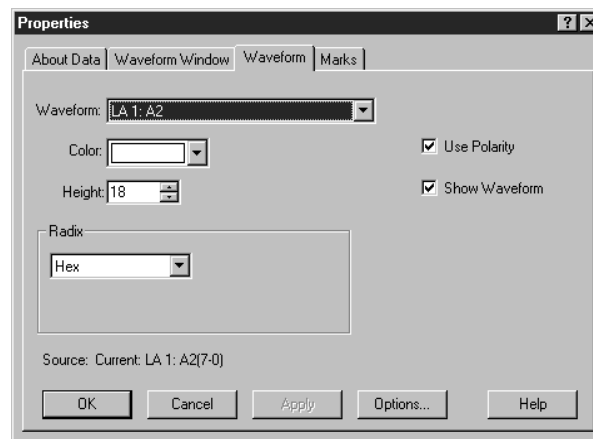 Properties
About Data Waveform Window Waveform Marks
Waveform: LA 1: A2
Color:
Use Polarity
Height: 18
Show Waveform
Radix
Hex
Source: Current: LA 1: A2(7-0)
OK Cancel Apply Options... Help